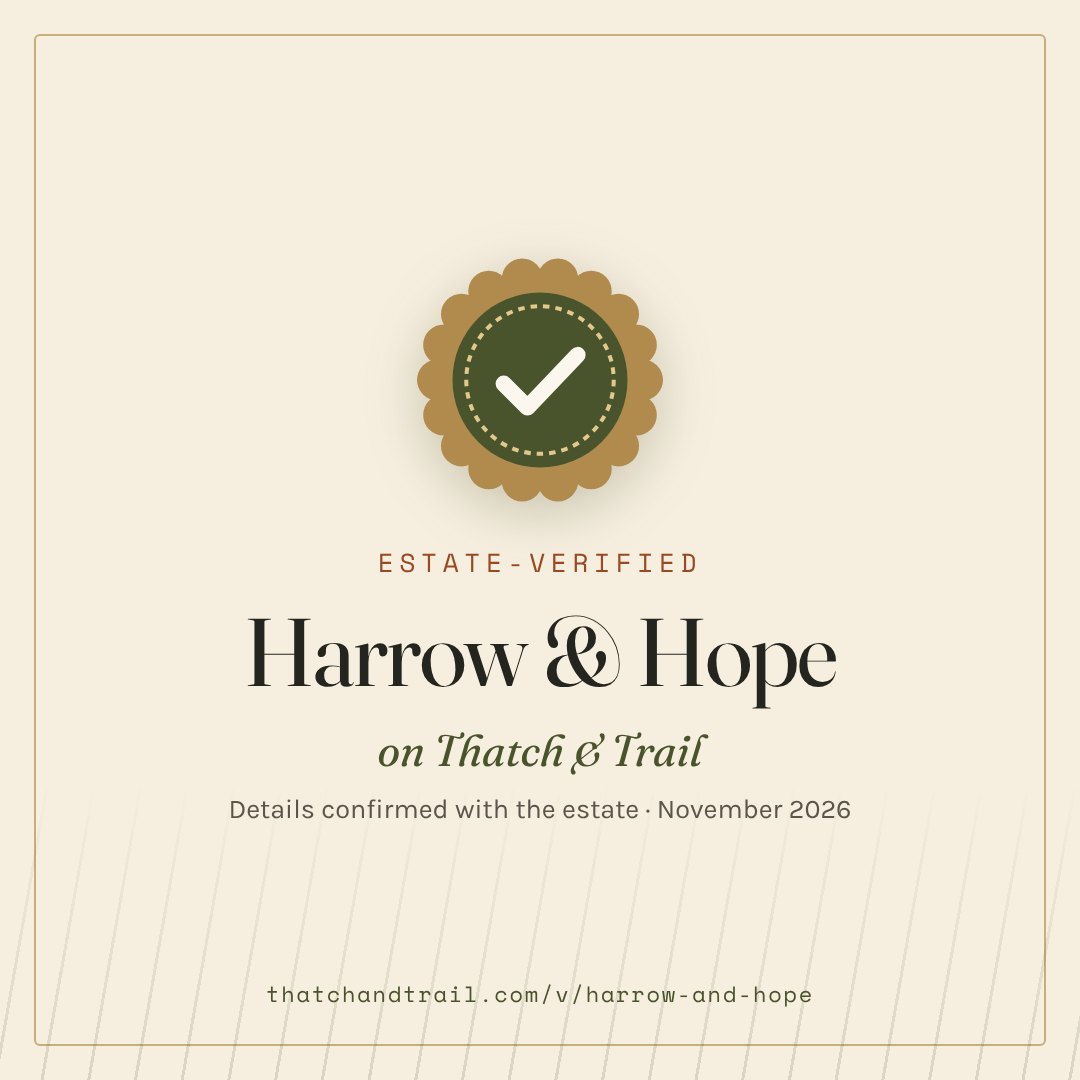 ESTATE-VERIFIED
Harrow & Hope
on Thatch & Trail
Details confirmed with the estate · November 2026
thatchandtrail.com/v/harrow-and-hope